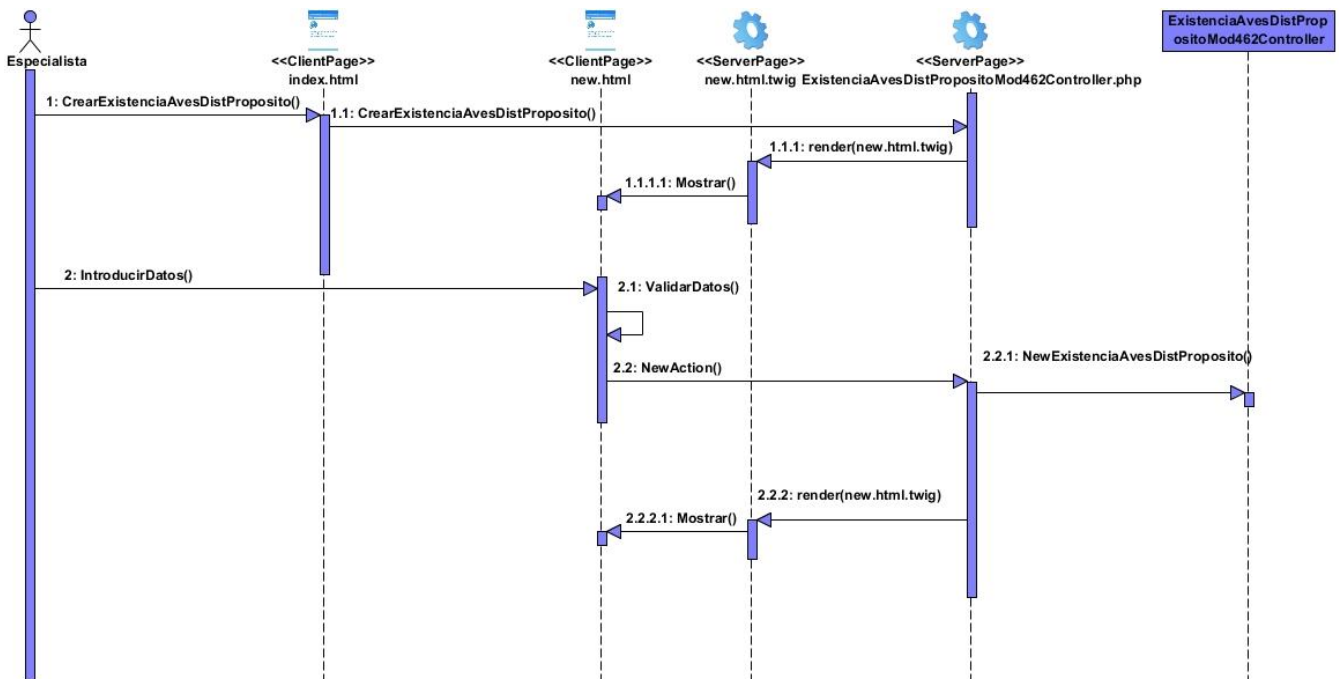 ExistenciaAvesDistProp
ositoMod462Controller
Especialista
<<ClientPage>>
index.html
<<ClientPage>>
new.html
<<ServerPage>>
new.html.twig
<<ServerPage>>
ExistenciaAvesDistPropositoMod462Controller.php
1: CrearExistenciaAvesDistProposito()
1.1: CrearExistenciaAvesDistProposito()
1.1.1: render(new.html.twig)
1.1.1.1: Mostrar()
2: IntroducirDatos()
2.1: ValidarDatos()
2.2.1: NewExistenciaAvesDistProposito()
2.2: NewAction()
2.2.2: render(new.html.twig)
2.2.2.1: Mostrar()